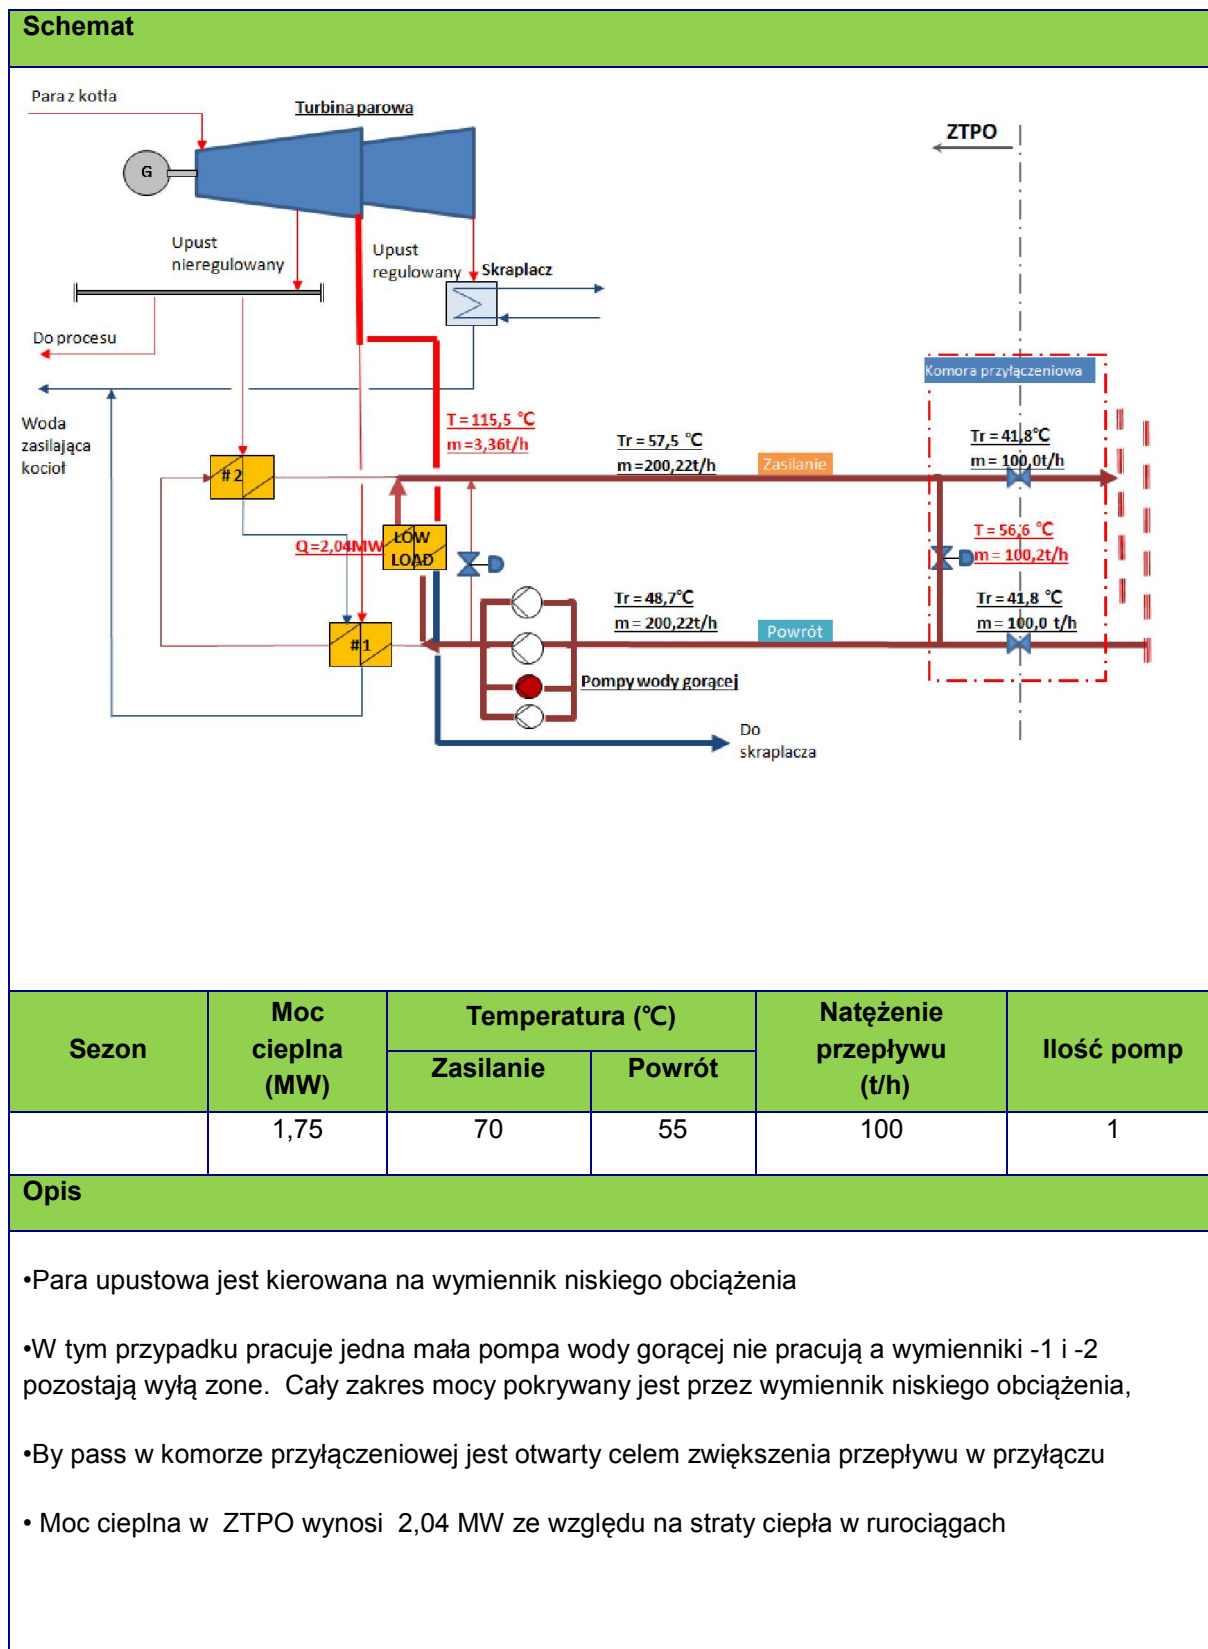 Schemat
Para z kotła
Turbina parowa
ZTPO
G
Upust
nieregulowany
Upust
regulowany
Skraplacz
Do procesu
Komora przyłączeniowa
Woda
zasilająca
kocioł
T = 115,5 °C
m =3,36t/h
Tr = 57,5 °C
m =200,22t/h
Zasilanie
Tr = 41,8°C
m = 100,0t/h
#2
Q=2,04MW
LOW
LOAD
D
T = 56,6 °C
m = 100,2t/h
D
Tr = 48,7°C
m = 200,22t/h
Powrót
Tr = 41,8 °C
m = 100,0 t/h
#1
Pompy wody gorącej
Do
skraplacza
Sezon
Moc
cieplna
(MW)
Temperatura (°C)
Zasilanie
Powrót
Natężenie
przepływu
(t/h)
Ilość pomp
1,75
70
55
100
1
Opis
•Para upustowa jest kierowana na wymiennik niskiego obciążenia
•W tym przypadku pracuje jedna mała pompa wody gorącej nie pracują a wymienniki -1 i -2
pozostają wyłą zone.  Cały zakres mocy pokrywany jest przez wymiennik niskiego obciążenia,
•By pass w komorze przyłączeniowej jest otwarty celem zwiększenia przepływu w przyłączu
• Moc cieplna w  ZTPO wynosi  2,04 MW ze względu na straty ciepła w rurociągach